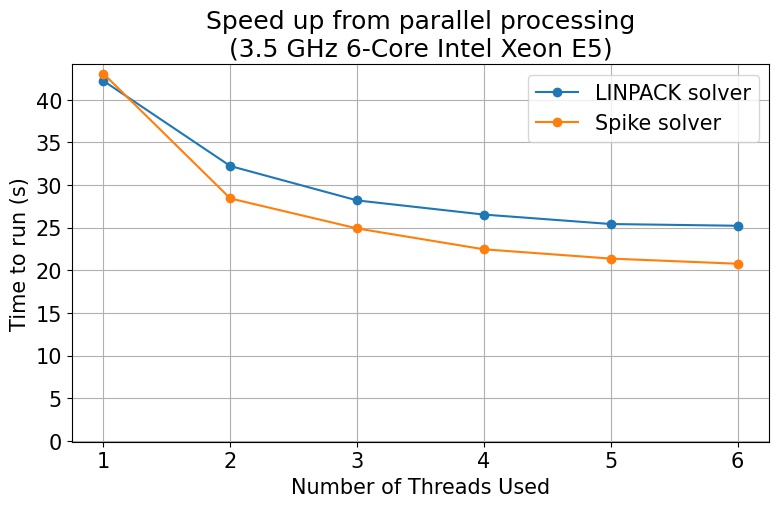 Speed up from parallel processing
(3.5 GHz 6-Core Intel Xeon E5)
LINPACK solver
Spike solver
Time to run (s)
40
35
30
25
20
15
10
5
0
1 2 3 4 5 6
Number of Threads Used